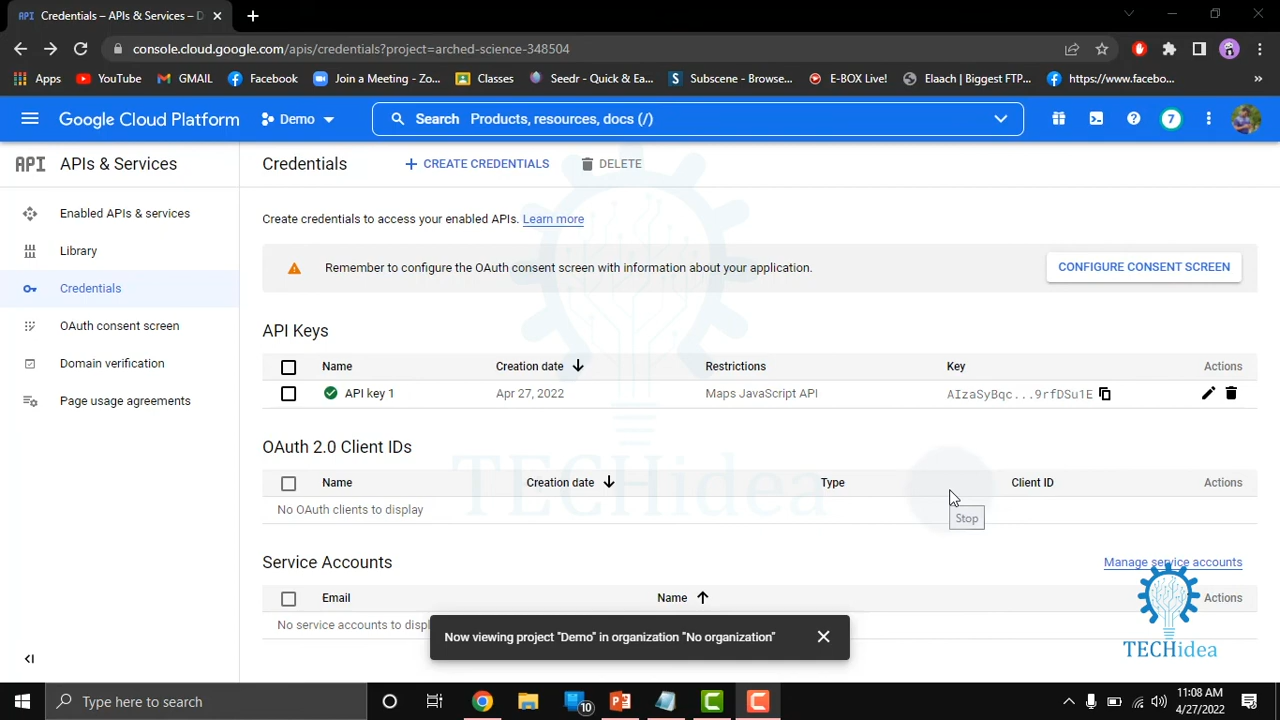 API Credentials – APIs & Services – D
console.cloud.google.com/apis/credentials?project=arched-science-348504
Apps YouTube GMAIL Facebook Join a Meeting - Zo... Classes Seedr - Quick & Ea... Subscene - Browse... E-BOX Live! Elaach | Biggest FTP... https://www.facebo... »
Google Cloud Platform Demo Search Products, resources, docs (/) 7
API APIs & Services
Credentials + CREATE CREDENTIALS DELETE
Enabled APIs & services
Library
Credentials
OAuth consent screen
Domain verification
Page usage agreements
Create credentials to access your enabled APIs. Learn more
Remember to configure the OAuth consent screen with information about your application. CONFIGURE CONSENT SCREEN
API Keys
Name Creation date Restrictions Key Actions
API key 1 Apr 27, 2022 Maps JavaScript API AIzaSyBqc...9rfDSu1E
OAuth 2.0 Client IDs
Name Creation date Type Client ID Actions
No OAuth clients to display
Stop
TECHidea
Service Accounts Manage service accounts
Email Name Actions
No service accounts to displ
Now viewing project "Demo" in organization "No organization"
TECHidea
Type here to search
10
11:08 AM
4/27/2022